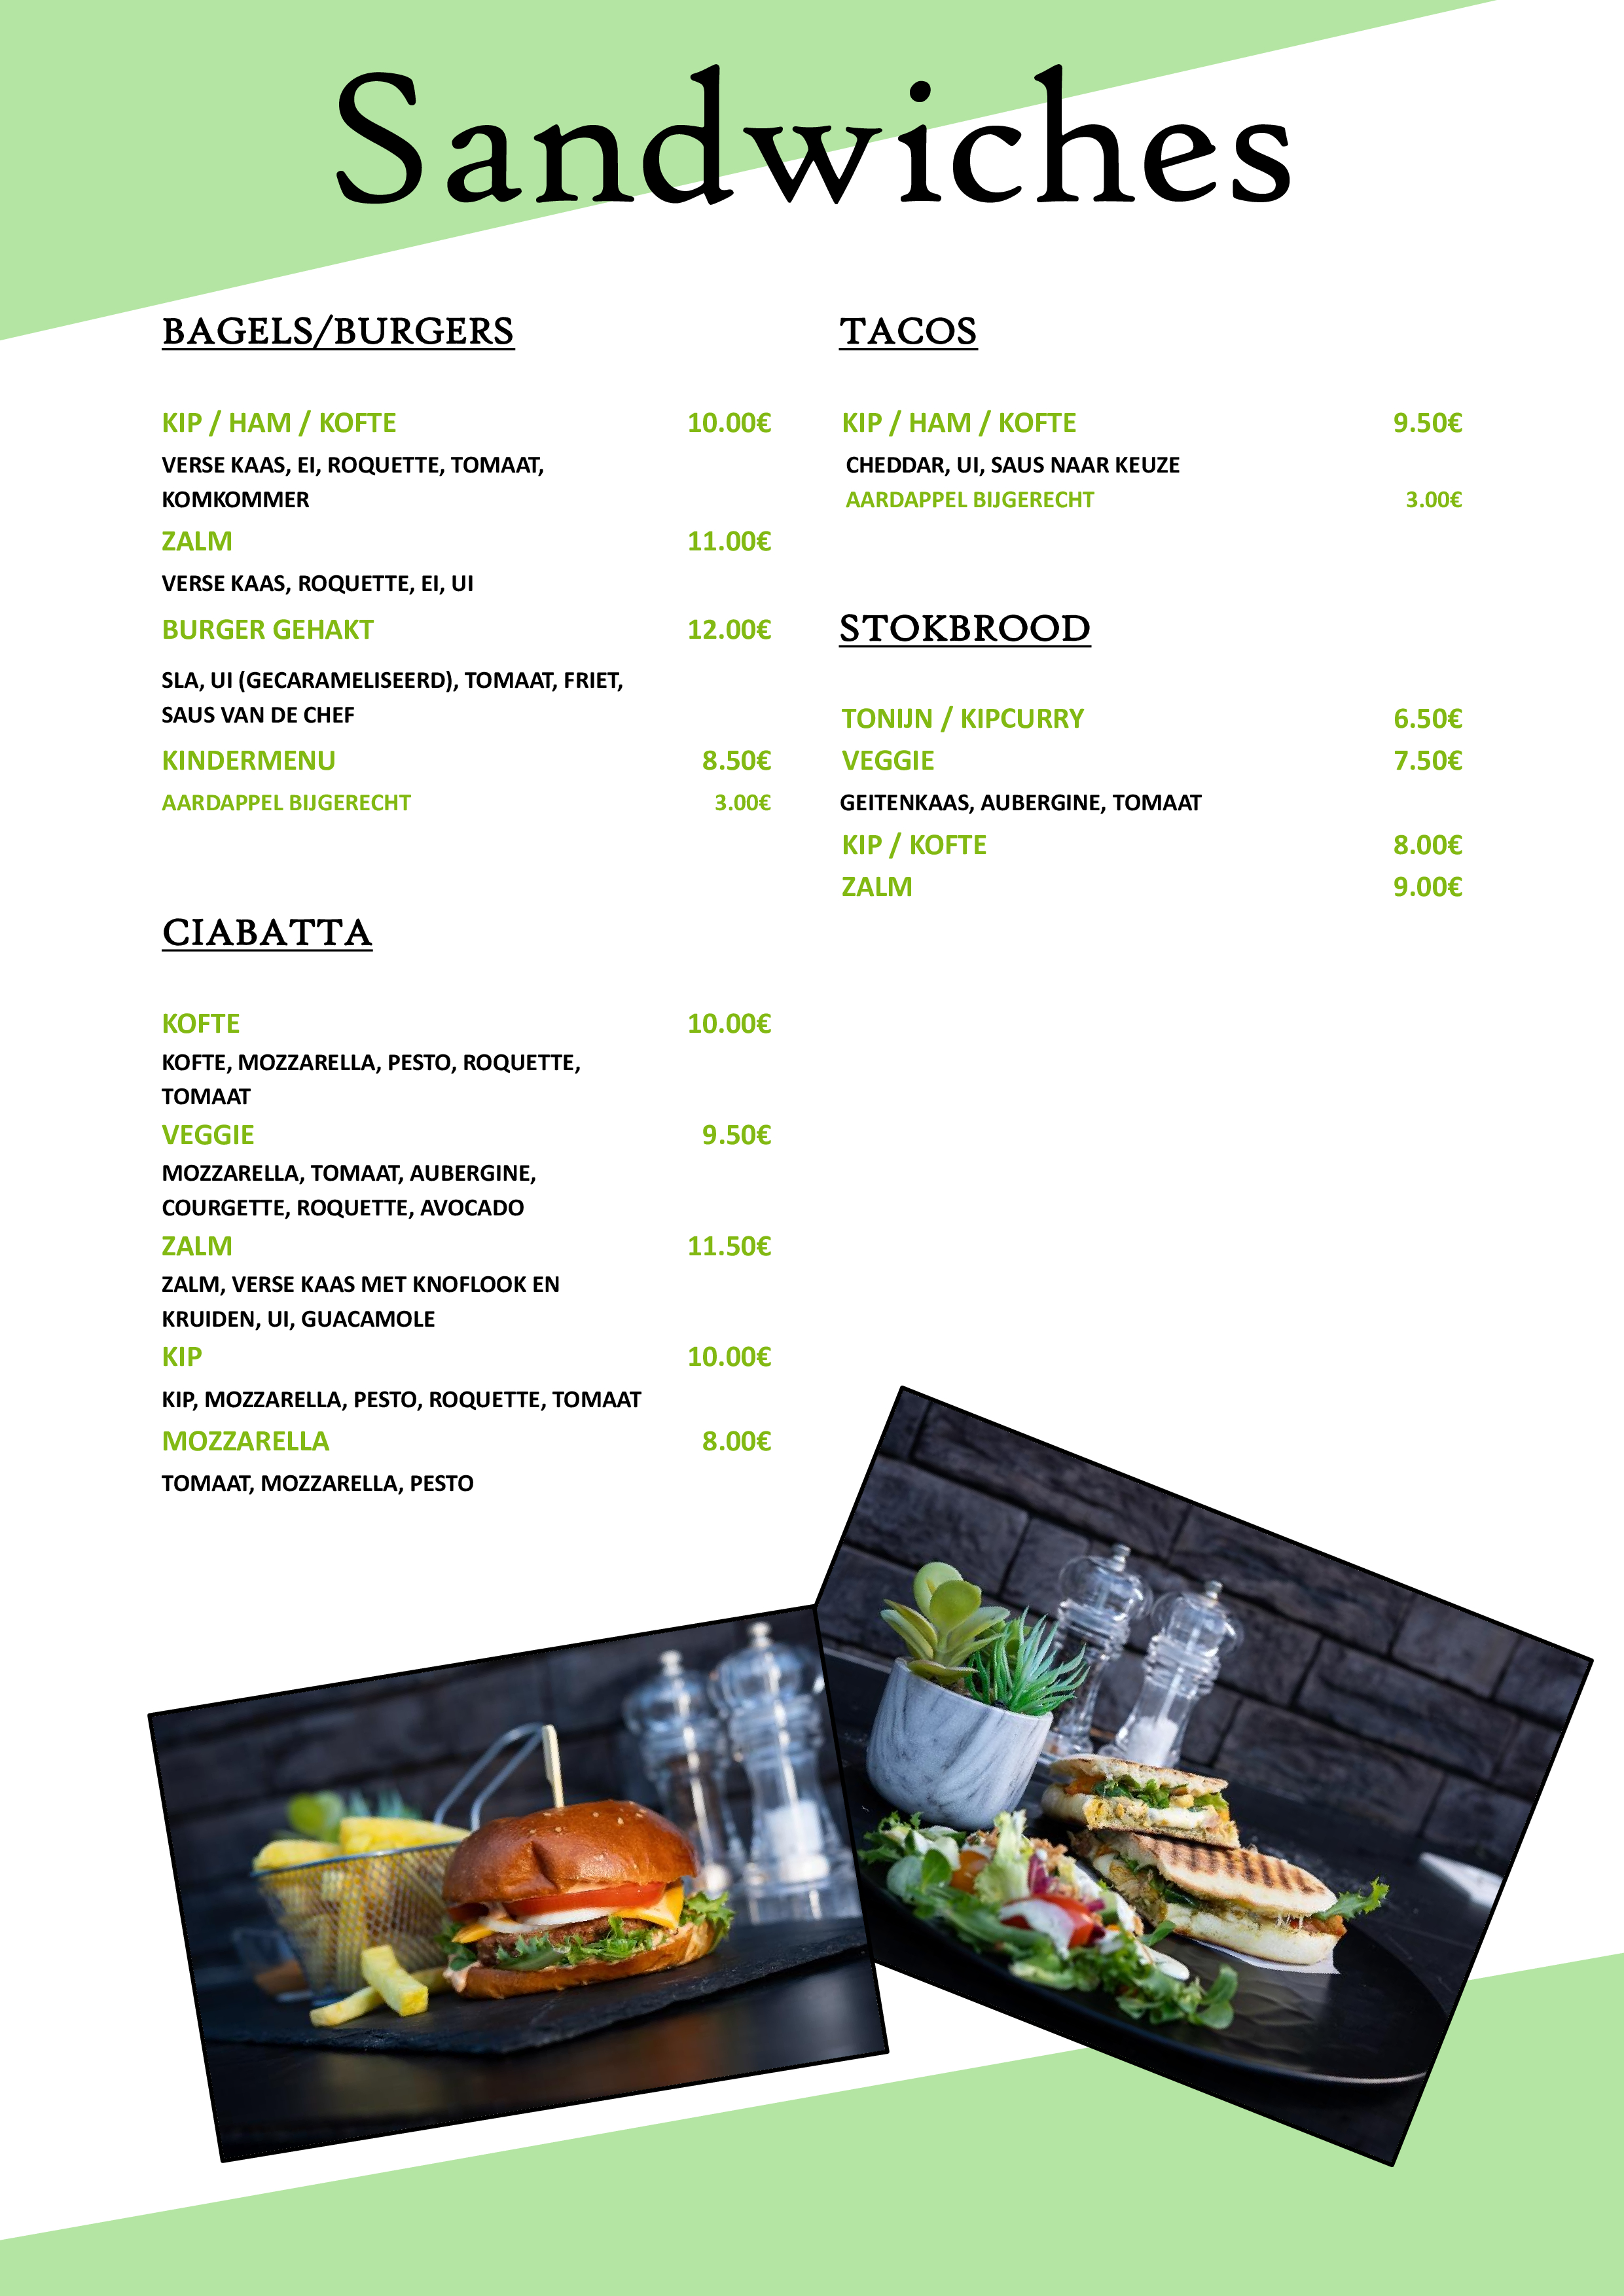 Sandwiches
BAGELS/BURGERS
KIP / HAM / KOFTE 10.00€
VERSE KAAS, EI, ROQUETTE, TOMAAT,
KOMKOMMER
ZALM 11.00€
VERSE KAAS, ROQUETTE, EI, UI
BURGER GEHAKT 12.00€
SLA, UI (GECARAMELISEERD), TOMAAT, FRIET,
SAUS VAN DE CHEF
KINDERMENU 8.50€
AARDAPPEL BIJGERECHT 3.00€
CIABATTA
KOFTE 10.00€
KOFTE, MOZZARELLA, PESTO, ROQUETTE,
TOMAAT
VEGGIE 9.50€
MOZZARELLA, TOMAAT, AUBERGINE,
COURGETTE, ROQUETTE, AVOCADO
ZALM 11.50€
ZALM, VERSE KAAS MET KNOFLOOK EN
KRUIDEN, UI, GUACAMOLE
KIP 10.00€
KIP, MOZZARELLA, PESTO, ROQUETTE, TOMAAT
MOZZARELLA 8.00€
TOMAAT, MOZZARELLA, PESTO
TACOS
KIP / HAM / KOFTE 9.50€
CHEDDAR, UI, SAUS NAAR KEUZE
AARDAPPEL BIJGERECHT 3.00€
STOKBROOD
TONIJN / KIPCURRY 6.50€
VEGGIE 7.50€
GEITENKAAS, AUBERGINE, TOMAAT
KIP / KOFTE 8.00€
ZALM 9.00€